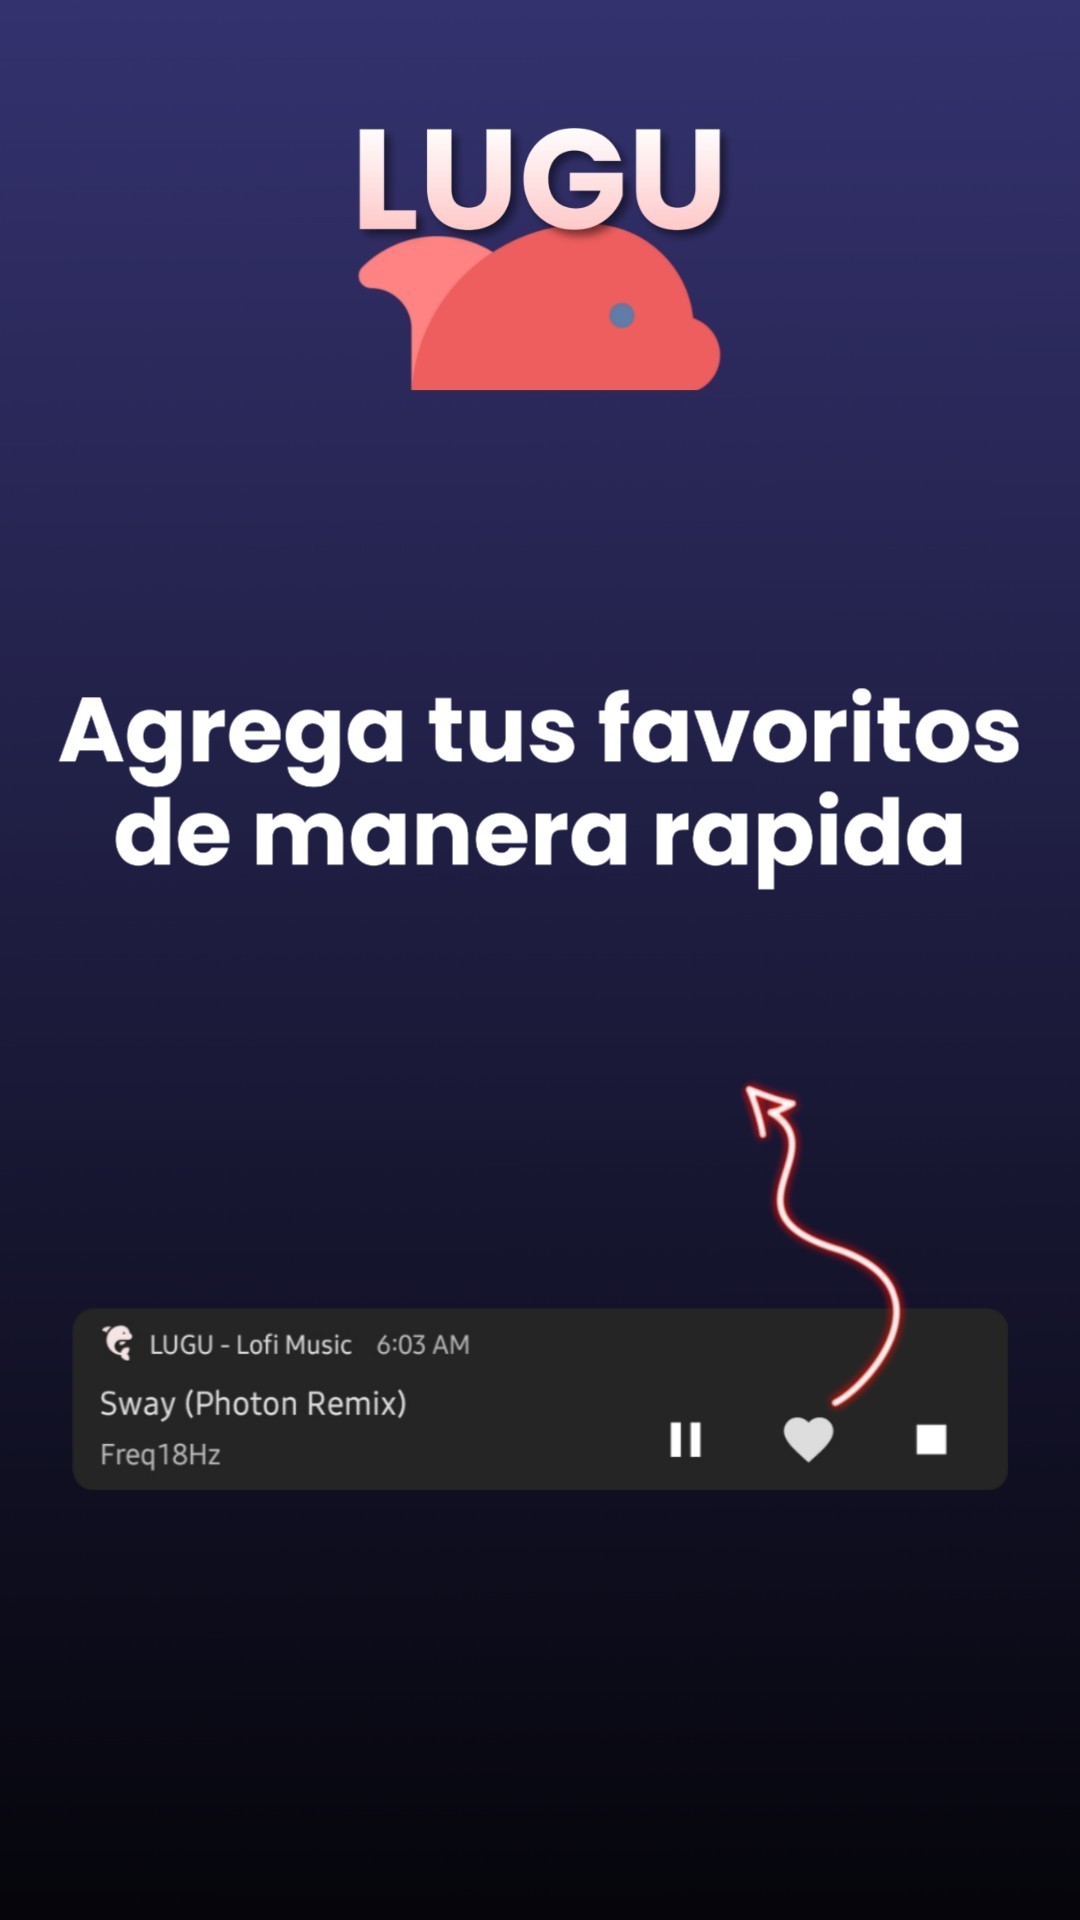 LUGU
Agrega tus favoritos
de manera rapida
LUGU - Lofi Music 6:03 AM
Sway (Photon Remix)
Freq18Hz